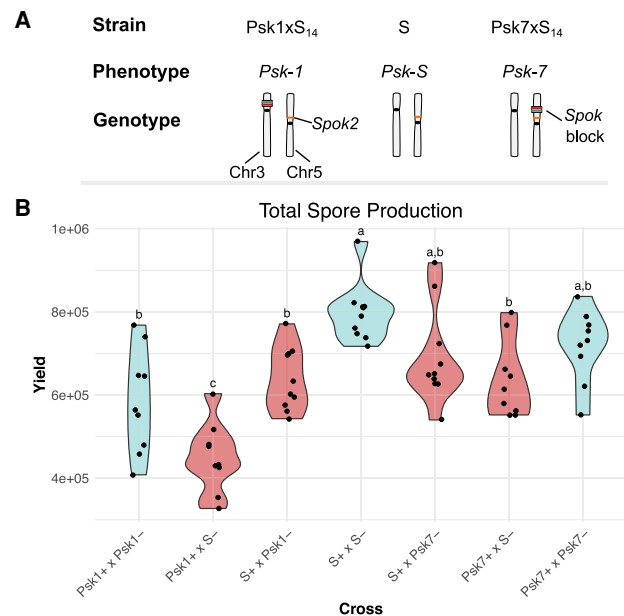 A
Strain Psk1xS14 S Psk7xS14
Phenotype Psk-1 Psk-S Psk-7
Genotype
Spok2
Spok
block
Chr3 Chr5
B
Total Spore Production
Yield
1e+06
8e+05
6e+05
4e+05
b c b a a,b b a,b
Psk1+ x Psk1− Psk1+ x S− S+ x Psk1− S+ x S− S+ x Psk7− Psk7+ x S− Psk7+ x Psk7−
Cross